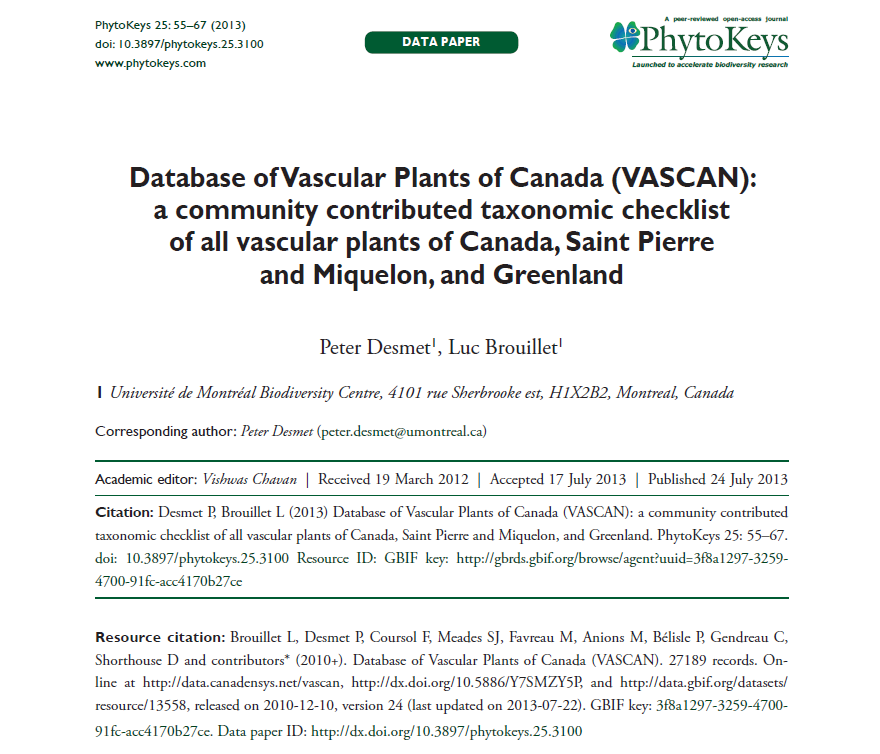 PhytoKeys 25: 55–67 (2013)
doi: 10.3897/phytokeys.25.3100
www.phytokeys.com
DATA PAPER
A peer-reviewed open-access journal
PhytoKeys
Launched to accelerate biodiversity research
Database of Vascular Plants of Canada (VASCAN):
a community contributed taxonomic checklist
of all vascular plants of Canada, Saint Pierre
and Miquelon, and Greenland
Peter Desmet¹, Luc Brouillet¹
1 Université de Montréal Biodiversity Centre, 4101 rue Sherbrooke est, H1X2B2, Montreal, Canada
Corresponding author: Peter Desmet (peter.desmet@umontreal.ca)
Academic editor: Vishwas Chavan | Received 19 March 2012 | Accepted 17 July 2013 | Published 24 July 2013
Citation: Desmet P, Brouillet L (2013) Database of Vascular Plants of Canada (VASCAN): a community contributed
taxonomic checklist of all vascular plants of Canada, Saint Pierre and Miquelon, and Greenland. PhytoKeys 25: 55–67.
doi: 10.3897/phytokeys.25.3100 Resource ID: GBIF key: http://gbrds.gbif.org/browse/agent?uuid=3f8a1297-3259-
4700-91fc-acc4170b27ce
Resource citation: Brouillet L, Desmet P, Coursol F, Meades SJ, Favreau M, Anions M, Bélisle P, Gendreau C,
Shorthouse D and contributors* (2010+). Database of Vascular Plants of Canada (VASCAN). 27189 records. On-
line at http://data.canadensys.net/vascan, http://dx.doi.org/10.5886/Y7SMZY5P, and http://data.gbif.org/datasets/
resource/13558, released on 2010-12-10, version 24 (last updated on 2013-07-22). GBIF key: 3f8a1297-3259-4700-
91fc-acc4170b27ce. Data paper ID: http://dx.doi.org/10.3897/phytokeys.25.3100